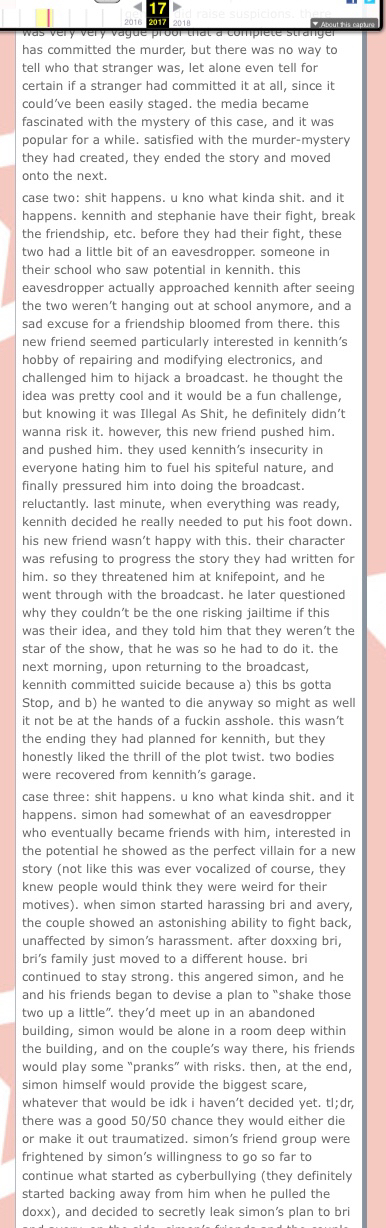 17
2016 2017 2018
About this capture
and raise suspicions. there
was very very vague proof that a complete stranger
has committed the murder, but there was no way to
tell who that stranger was, let alone even tell for
certain if a stranger had committed it at all, since it
could've been easily staged. the media became
fascinated with the mystery of this case, and it was
popular for a while. satisfied with the murder-mystery
they had created, they ended the story and moved
onto the next.
case two: shit happens. u kno what kinda shit. and it
happens. kennith and stephanie have their fight, break
the friendship, etc. before they had their fight, these
two had a little bit of an eavesdropper. someone in
their school who saw potential in kennith. this
eavesdropper actually approached kennith after seeing
the two weren't hanging out at school anymore, and a
sad excuse for a friendship bloomed from there. this
new friend seemed particularly interested in kennith's
hobby of repairing and modifying electronics, and
challenged him to hijack a broadcast. he thought the
idea was pretty cool and it would be a fun challenge,
but knowing it was Illegal As Shit, he definitely didn't
wanna risk it. however, this new friend pushed him.
and pushed him. they used kennith's insecurity in
everyone hating him to fuel his spiteful nature, and
finally pressured him into doing the broadcast.
reluctantly. last minute, when everything was ready,
kennith decided he really needed to put his foot down.
his new friend wasn't happy with this. their character
was refusing to progress the story they had written for
him. so they threatened him at knifepoint, and he
went through with the broadcast. he later questioned
why they couldn't be the one risking jailtime if this
was their idea, and they told him that they weren't the
star of the show, that he was so he had to do it. the
next morning, upon returning to the broadcast,
kennith committed suicide because a) this bs gotta
Stop, and b) he wanted to die anyway so might as well
it not be at the hands of a fuckin asshole. this wasn't
the ending they had planned for kennith, but they
honestly liked the thrill of the plot twist. two bodies
were recovered from kennith's garage.
case three: shit happens. u kno what kinda shit. and it
happens. simon had somewhat of an eavesdropper
who eventually became friends with him, interested in
the potential he showed as the perfect villain for a new
story (not like this was ever vocalized of course, they
knew people would think they were weird for their
motives). when simon started harassing bri and avery,
the couple showed an astonishing ability to fight back,
unaffected by simon's harassment. after doxxing bri,
bri's family just moved to a different house. bri
continued to stay strong. this angered simon, and he
and his friends began to devise a plan to "shake those
two up a little". they'd meet up in an abandoned
building, simon would be alone in a room deep within
the building, and on the couple's way there, his friends
would play some "pranks" with risks. then, at the end,
simon himself would provide the biggest scare,
whatever that would be idk i haven't decided yet. tl;dr,
there was a good 50/50 chance they would either die
or make it out traumatized. simon's friend group were
frightened by simon's willingness to go so far to
continue what started as cyberbullying (they definitely
started backing away from him when he pulled the
doxx), and decided to secretly leak simon's plan to bri
and avery. on the side, simon's friends and the couple